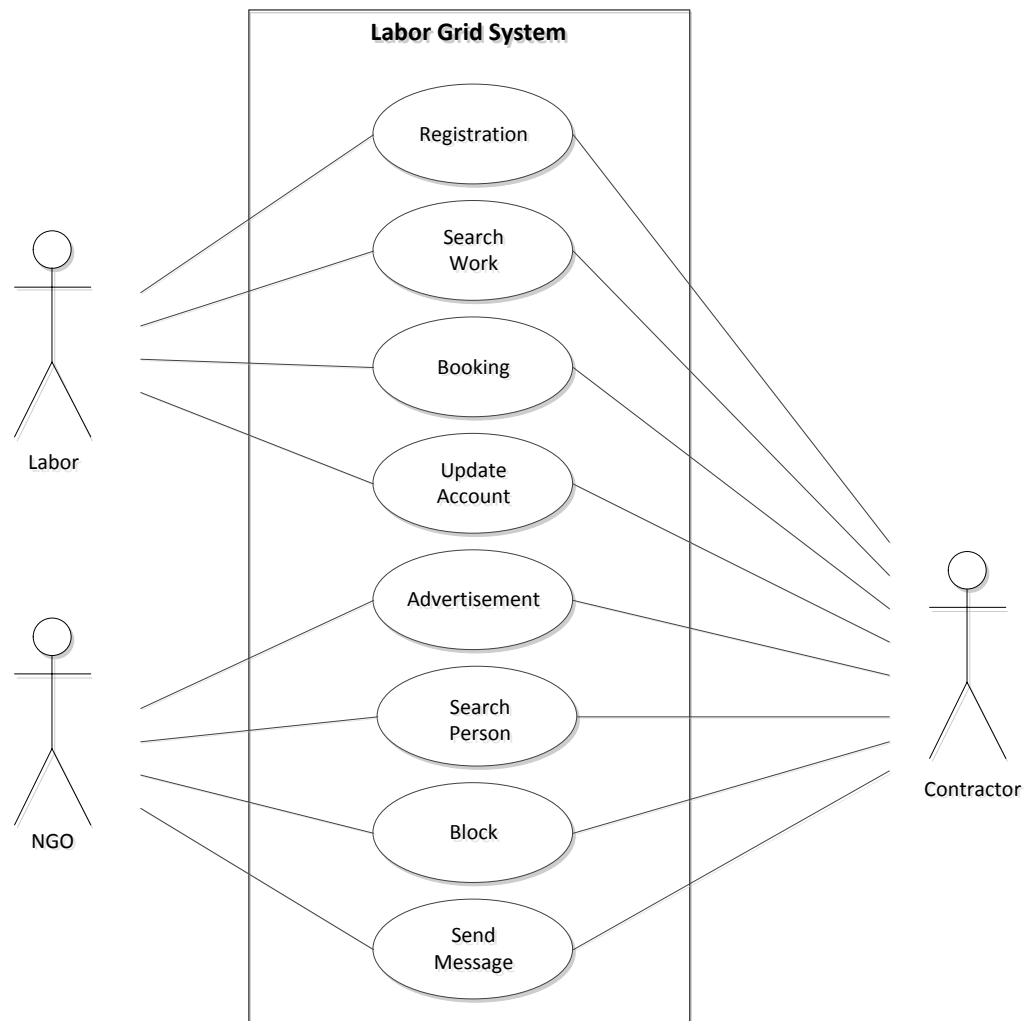 Labor Grid System
Registration
Search
Work
Booking
Labor
Update
Account
Advertisement
Search
Person
Contractor
Block
NGO
Send
Message